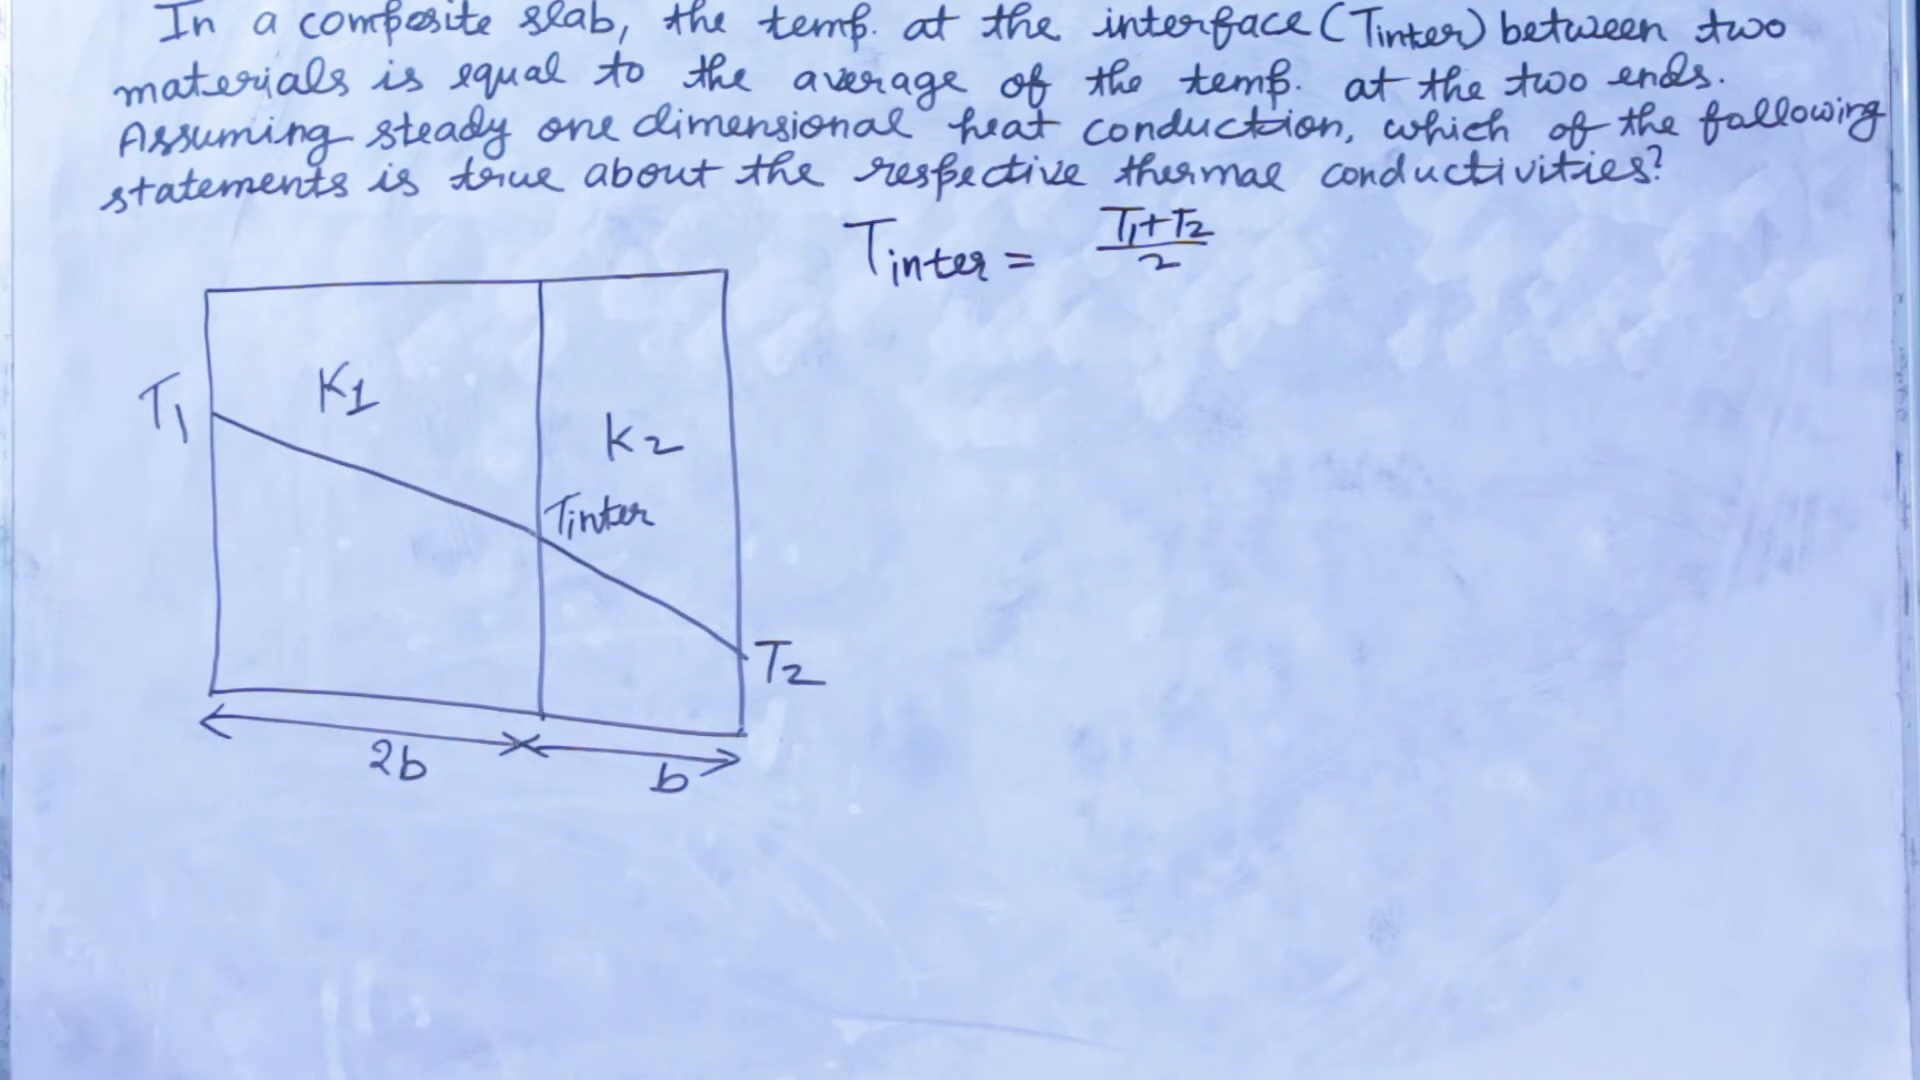 In a composite slab, the temp. at the interface (Tinter) between two
materials is equal to the average of the temp. at the two ends.
Assuming steady one dimensional heat conduction, which of the following
statements is true about the respective thermal conductivities?
Tinter = T1+T2
2
T1
K1
K2
Tinter
T2
2b
b